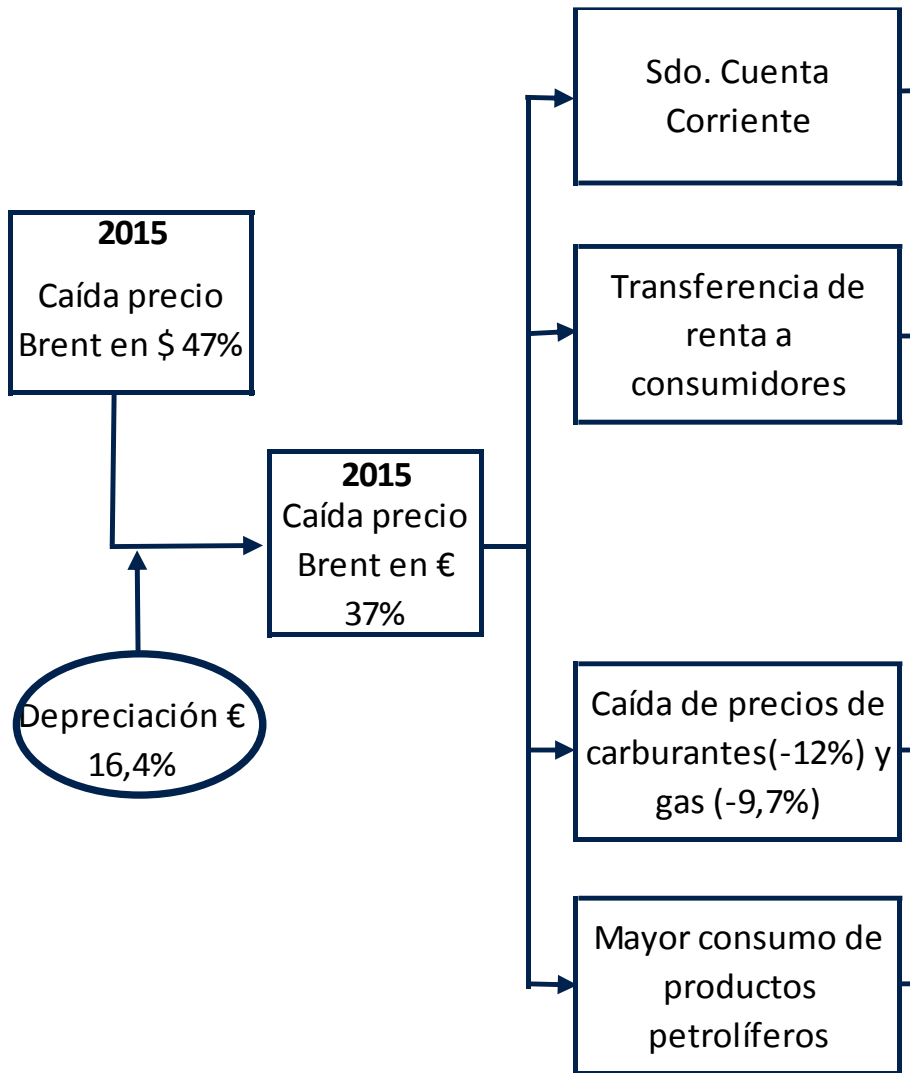 Sdo. Cuenta
Corriente
2015
Caída precio
Brent en $ 47%
Transferencia de
renta a
consumidores
2015
Caída precio
Brent en €
37%
Depreciación €
16,4%
Caída de precios de
carburantes(-12%) y
gas (-9,7%)
Mayor consumo de
productos
petrolíferos